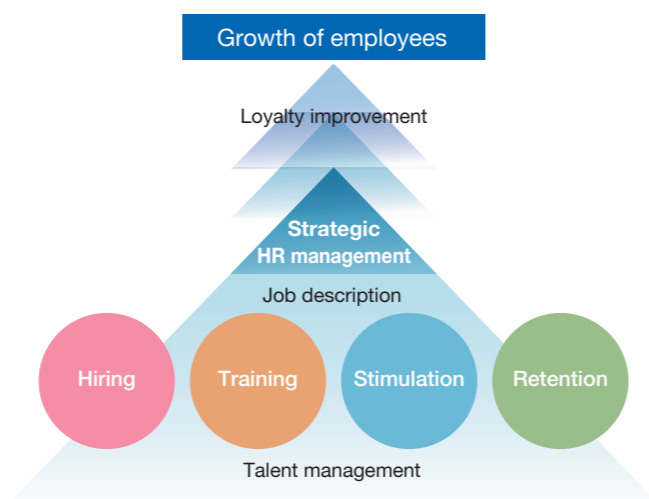 Growth of employees
Loyalty improvement
Strategic
HR management
Job description
Hiring
Training
Stimulation
Retention
Talent management